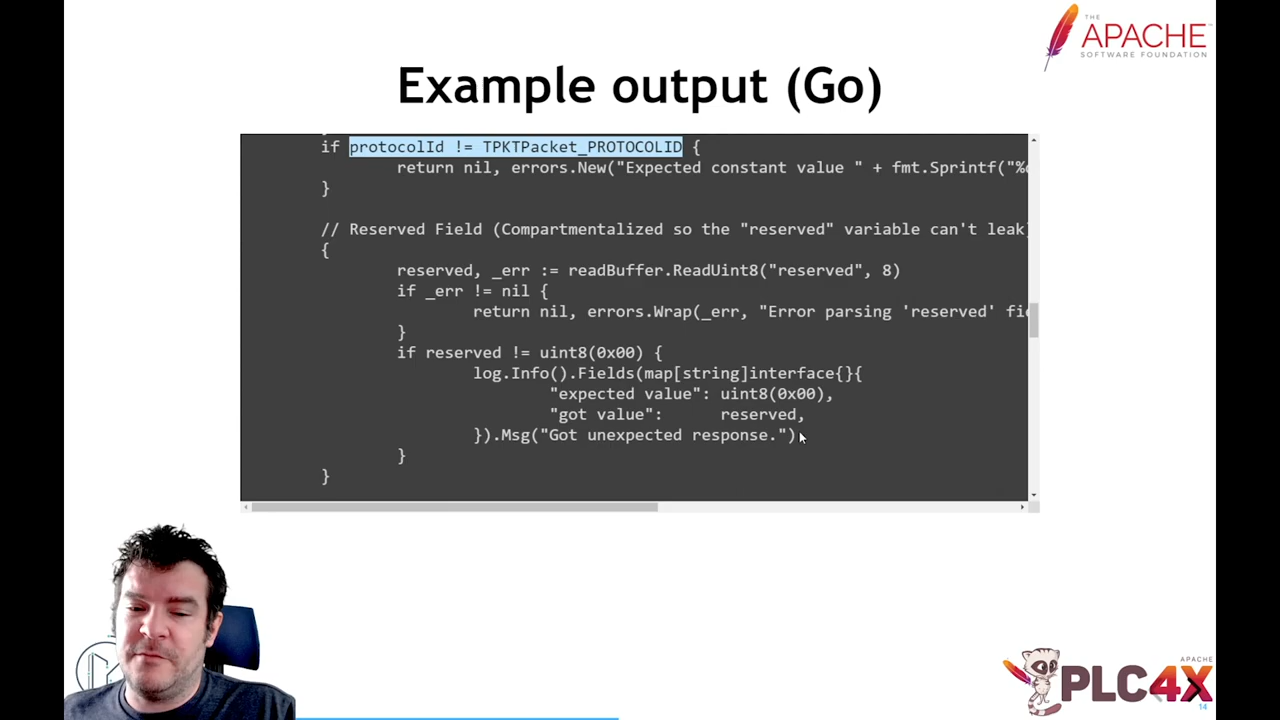 THE
APACHE
SOFTWARE FOUNDATION
Example output (Go)
if protocolId != TPKTPacket_PROTOCOLID {
return nil, errors.New("Expected constant value " + fmt.Sprintf("%
}
// Reserved Field (Compartmentalized so the "reserved" variable can't leak)
{
reserved, _err := readBuffer.ReadUint8("reserved", 8)
if _err != nil {
return nil, errors.Wrap(_err, "Error parsing 'reserved' fie
}
if reserved != uint8(0x00) {
log.Info().Fields(map[string]interface{}{
"expected value": uint8(0x00),
"got value": reserved,
}).Msg("Got unexpected response.")
}
}
APACHE
PLC4X
14